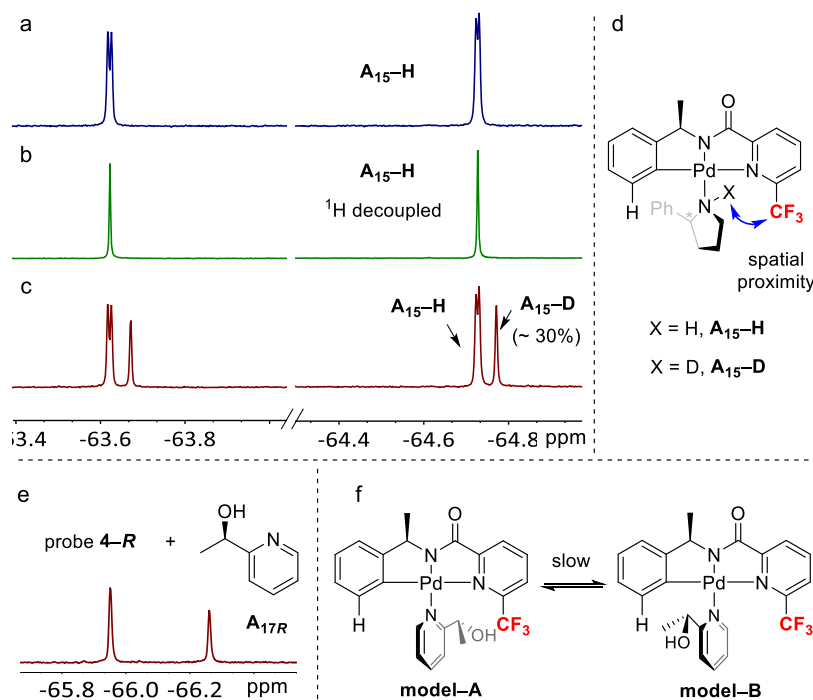 a
A15–H
b
A15–H
1H decoupled
c
A15–H
A15–D
(~ 30%)
-63.4 -63.6 -63.8 -64.4 -64.6 -64.8 ppm
d
O
N
Pd
N
N
X
H
Ph
*
CF3
spatial
proximity
X = H, A15–H
X = D, A15–D
e
probe 4–R +
OH
N
A17R
-65.8 -66.0 -66.2 ppm
f
O
N
Pd
N
H
N
OH
CF3
model–A
slow
O
N
Pd
N
H
N
HO
CF3
model–B